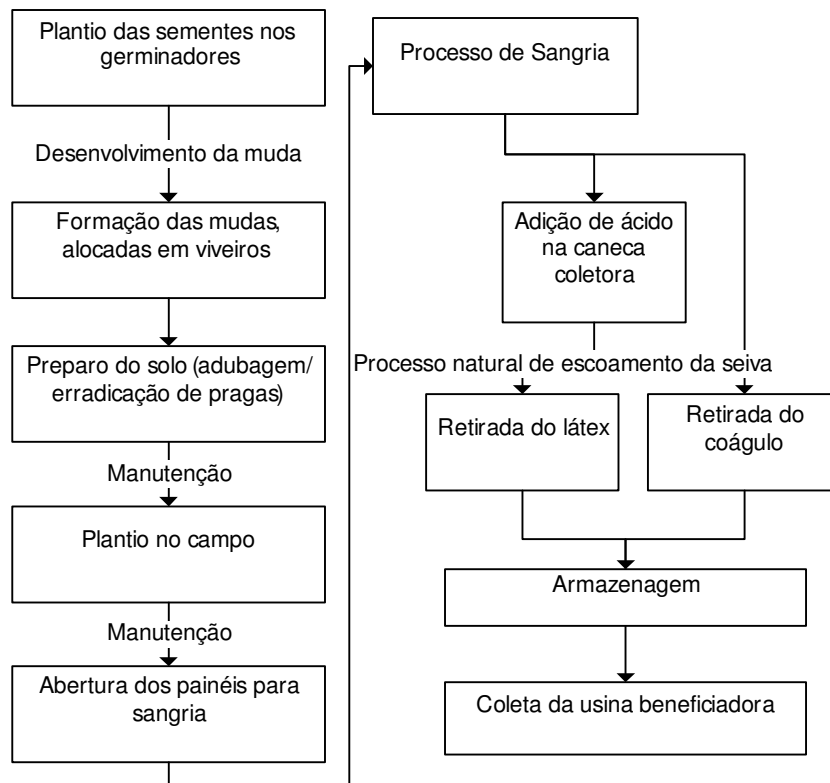 Plantio das sementes nos
germinadores
Desenvolvimento da muda
Formação das mudas,
alocadas em viveiros
Preparo do solo (adubagem/
erradicação de pragas)
Manutenção
Plantio no campo
Manutenção
Abertura dos painéis para
sangria
Processo de Sangria
Adição de ácido
na caneca
coletora
Processo natural de escoamento da seiva
Retirada do látex
Retirada do
coágulo
Armazenagem
Coleta da usina beneficiadora